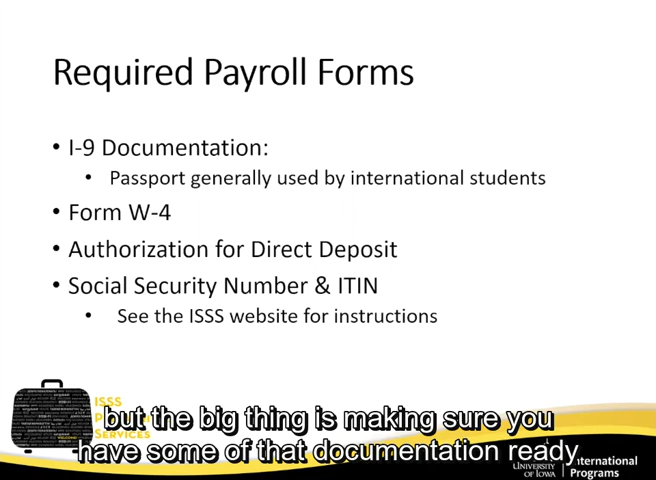 Required Payroll Forms
• I-9 Documentation:
• Passport generally used by international students
• Form W-4
• Authorization for Direct Deposit
• Social Security Number & ITIN
• See the ISSS website for instructions
ISSS
but the big thing is making sure you
SERVICES
have some of that documentation ready
UNIVERSITY
OF IOWA
International
Programs